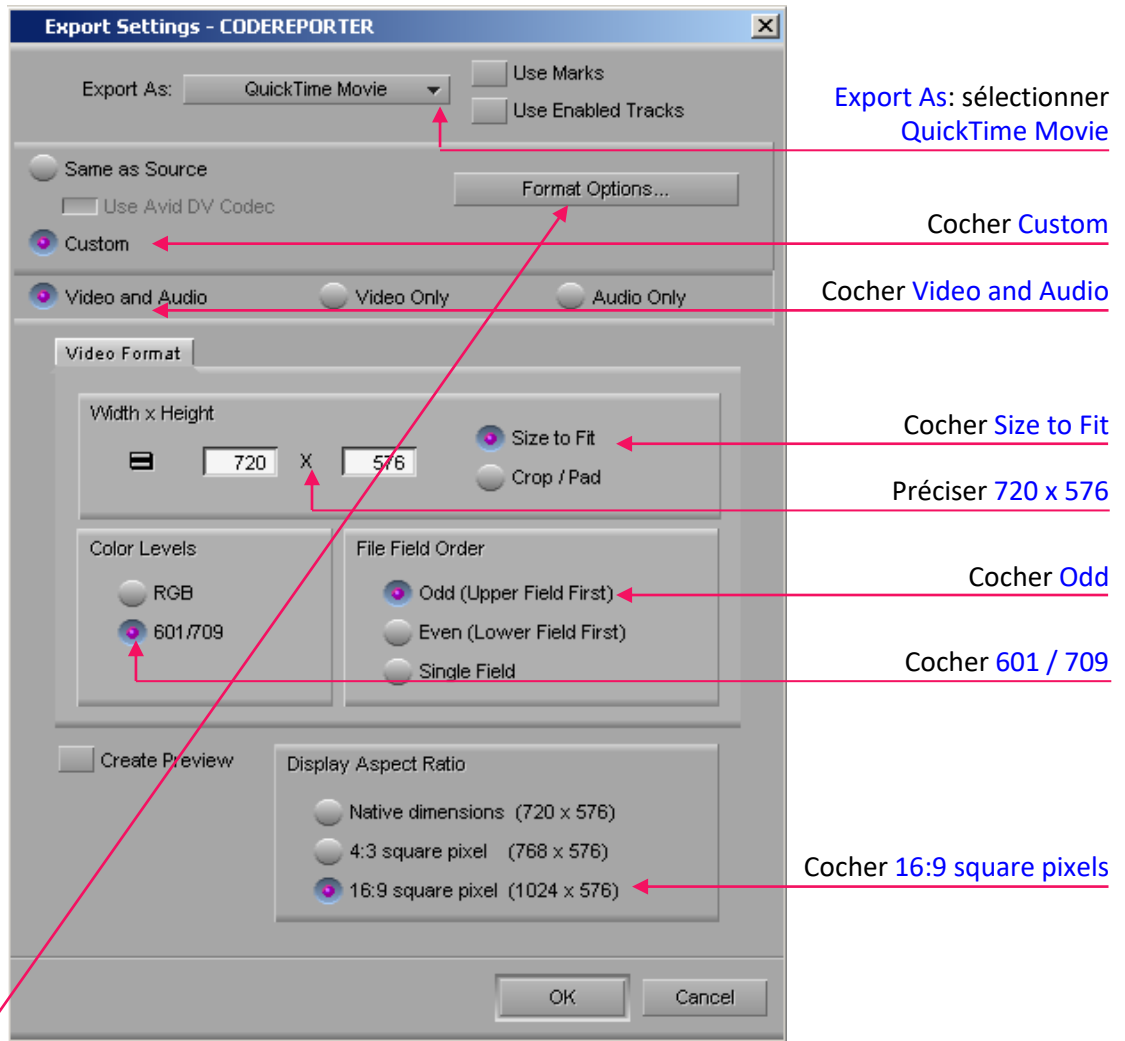 Export Settings - CODEREPORTER
Export As: QuickTime Movie
Use Marks
Use Enabled Tracks
Export As: sélectionner
QuickTime Movie
Same as Source
Format Options...
Use Avid DV Codec
Custom
Cocher Custom
Video and Audio Video Only Audio Only
Cocher Video and Audio
Video Format
Width x Height
Size to Fit
Cocher Size to Fit
720 X 576
Crop / Pad
Préciser 720 x 576
Color Levels
File Field Order
RGB
Odd (Upper Field First)
Cocher Odd
601/709
Even (Lower Field First)
Single Field
Cocher 601 / 709
Create Preview
Display Aspect Ratio
Native dimensions (720 x 576)
4:3 square pixel (768 x 576)
16:9 square pixel (1024 x 576)
Cocher 16:9 square pixels
OK Cancel